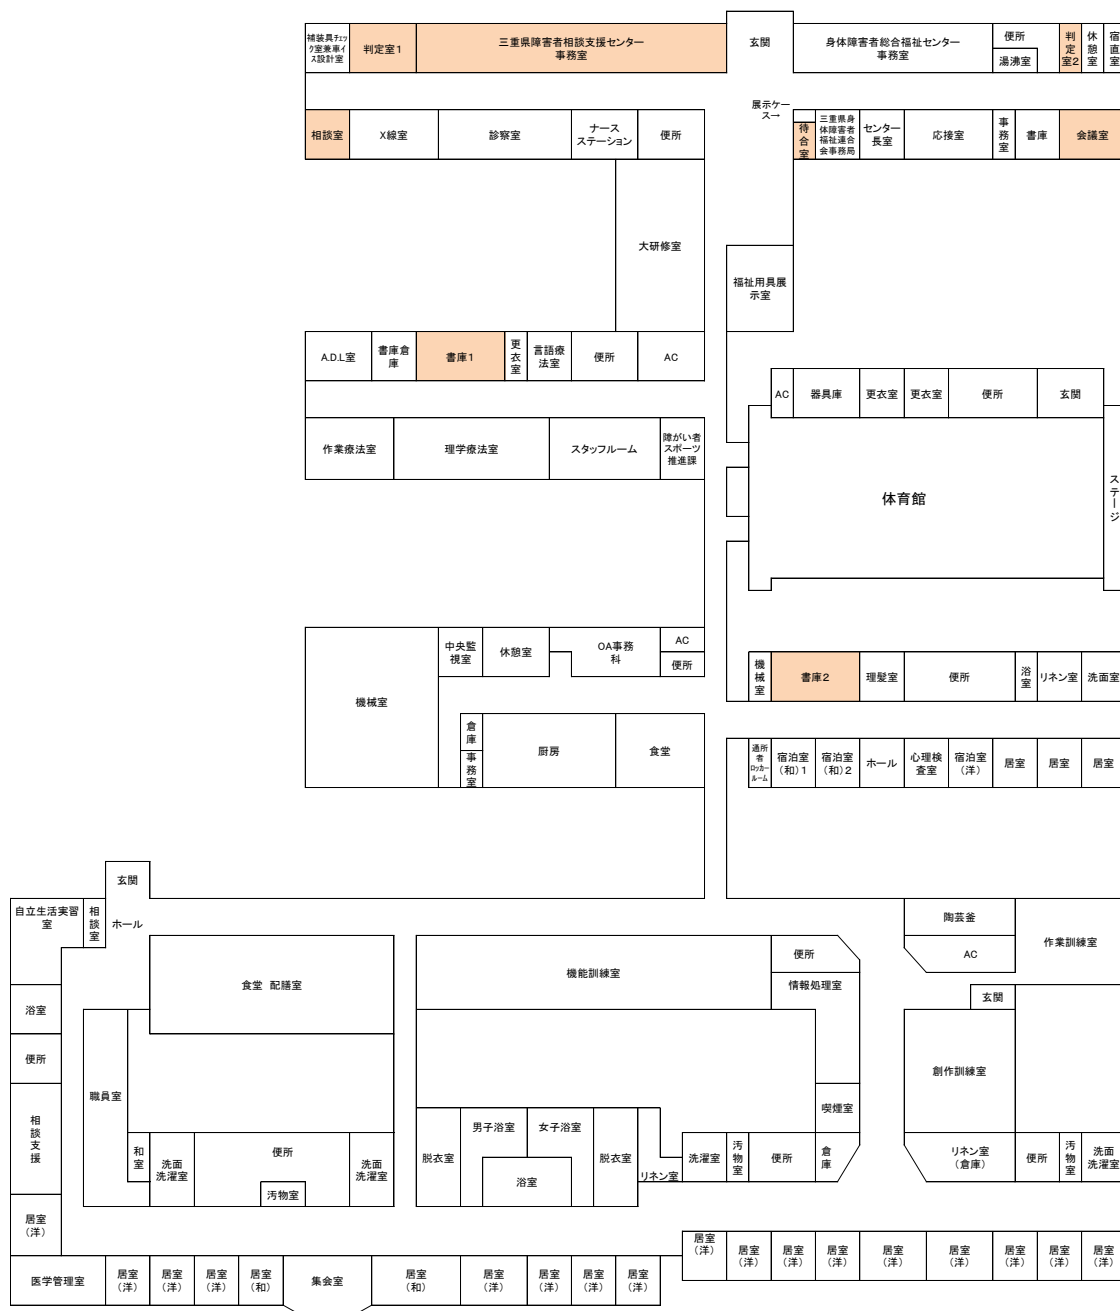 補装具チェッ
ク室兼車イ
ス設計室
判定室1
三重県障害者相談支援センター
事務室
玄関
身体障害者総合福祉センター
事務室
便所
湯沸室
判定室2
休憩室
宿直室
展示ケー
ス→
相談室
X線室
診察室
ナース
ステーション
便所
待合室
三重県身
体障害者
福祉連合
会事務局
センター
長室
応接室
事務室
書庫
会議室
大研修室
福祉用具展
示室
A.D.L室
書庫倉
庫
書庫1
更衣室
言語療
法室
便所
AC
AC
器具庫
更衣室
更衣室
便所
玄関
作業療法室
理学療法室
スタッフルーム
障がい者
スポーツ
推進課
体育館
ステージ
機械室
中央監
視室
休憩室
OA事務
科
AC
便所
機械室
書庫2
理髪室
便所
浴室
リネン室
洗面室
倉庫
事務室
厨房
食堂
通所
者
ロッカー
ルーム
宿泊室
(和)1
宿泊室
(和)2
ホール
心理検
査室
宿泊室
(洋)
居室
居室
居室
玄関
自立生活実習
室
相談室
ホール
陶芸釜
AC
作業訓練室
食堂 配膳室
機能訓練室
便所
情報処理室
浴室
玄関
便所
職員室
創作訓練室
相談支援
喫煙室
和室
洗面
洗濯室
便所
汚物室
洗面
洗濯室
脱衣室
男子浴室
女子浴室
浴室
脱衣室
リネン室
洗濯室
汚物室
便所
倉庫
リネン室
(倉庫)
便所
汚物室
洗面
洗濯室
居室
(洋)
居室
(洋)
居室
(洋)
居室
(洋)
居室
(洋)
居室
(洋)
居室
(洋)
居室
(洋)
居室
(洋)
居室
(洋)
医学管理室
居室
(洋)
居室
(洋)
居室
(洋)
居室
(和)
集会室
居室
(和)
居室
(洋)
居室
(洋)
居室
(洋)
居室
(洋)